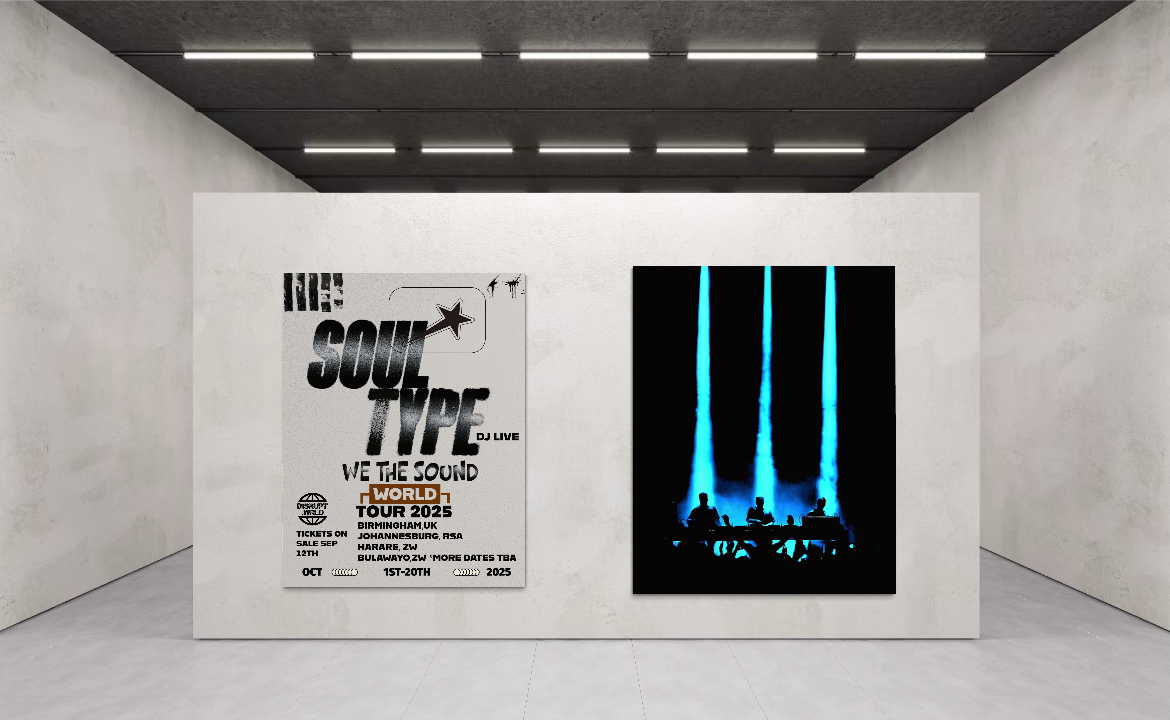 SOUL
TYPE
DJ LIVE
WE THE SOUND
WORLD
TOUR 2025
DISRUPT
.WRLD
TICKETS ON
SALE SEP
12TH
BIRMINGHAM,UK
JOHANNESBURG, RSA
HARARE, ZW
BULAWAYO,ZW *MORE DATES TBA
OCT 1ST-20TH 2025